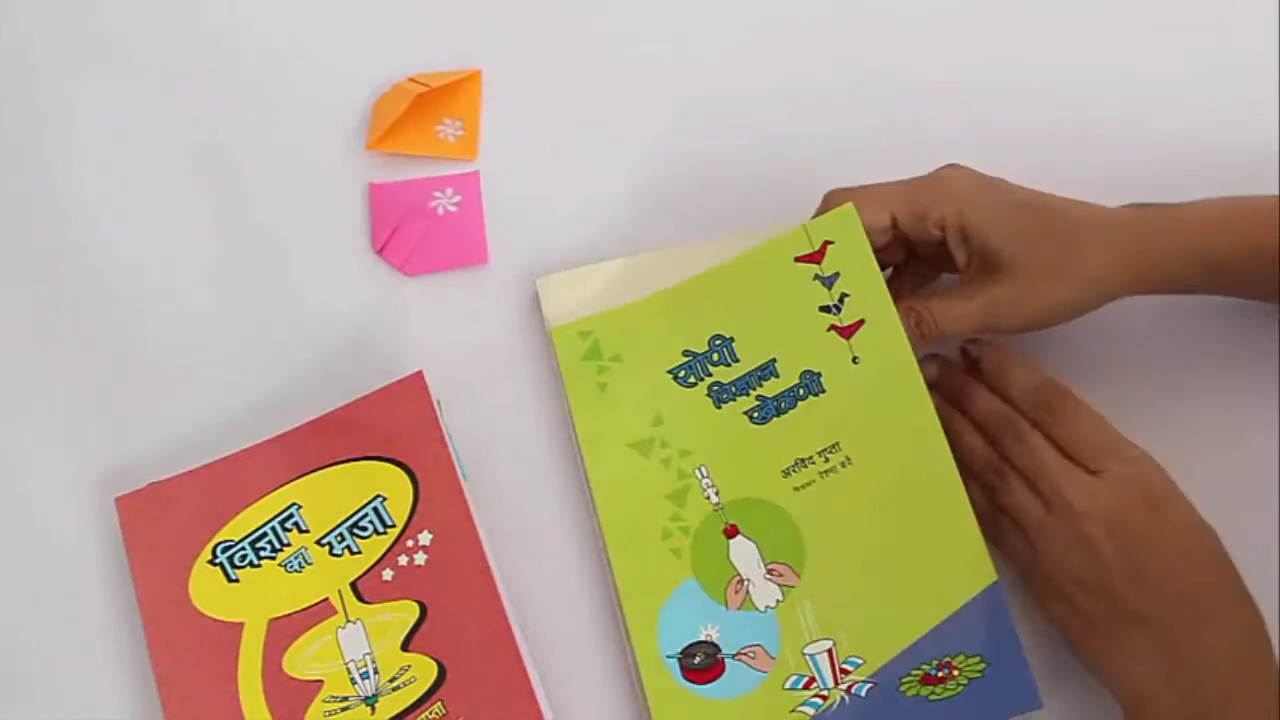 सोपी
विज्ञान
खेळणी
अरविंद गुप्ता
विज्ञान
का मजा
गुप्ता